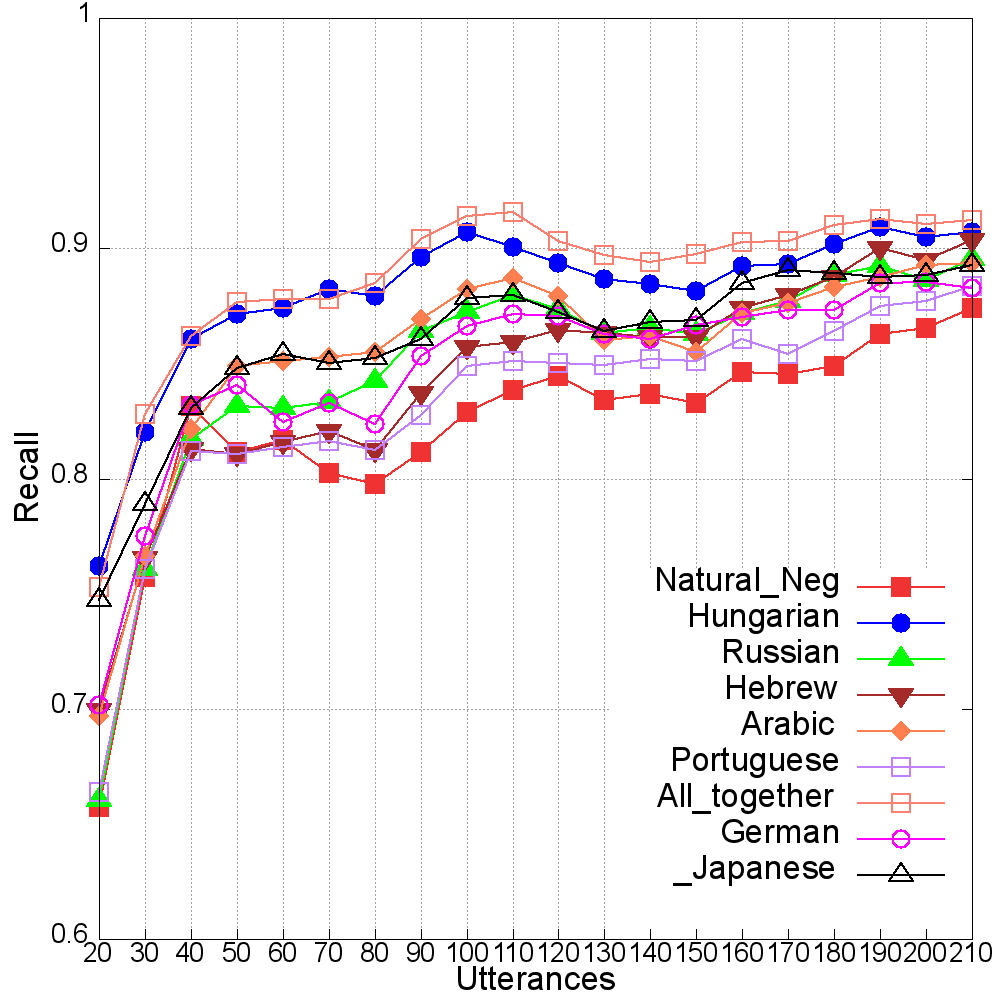 1
0.9
0.8
0.7
0.6
Recall
20 30 40 50 60 70 80 90 100 110 120 130 140 150 160 170 180 190 200 210
Utterances
Natural_Neg
Hungarian
Russian
Hebrew
Arabic
Portuguese
All_together
German
_Japanese